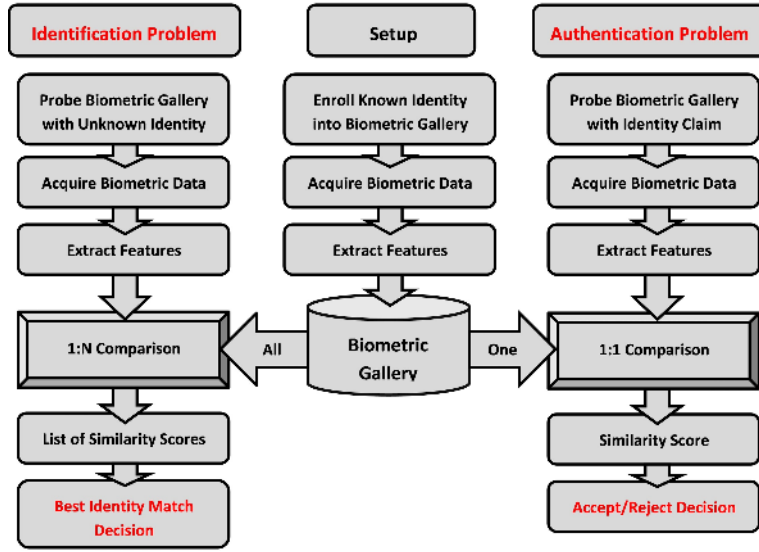 Identification Problem
Probe Biometric Gallery
with Unknown Identity
Acquire Biometric Data
Extract Features
1:N Comparison
List of Similarity Scores
Best Identity Match
Decision
Setup
Enroll Known Identity
into Biometric Gallery
Acquire Biometric Data
Extract Features
All
Biometric
Gallery
One
Authentication Problem
Probe Biometric Gallery
with Identity Claim
Acquire Biometric Data
Extract Features
1:1 Comparison
Similarity Score
Accept/Reject Decision